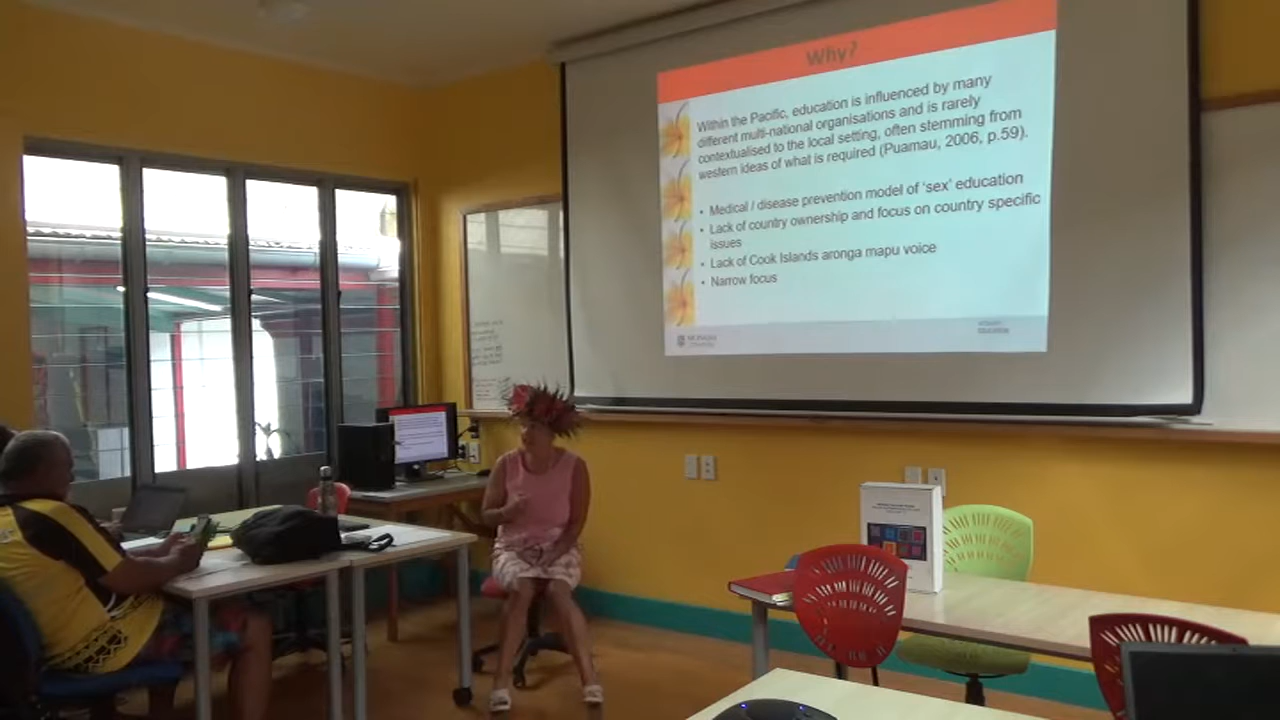 Why?
Within the Pacific, education is influenced by many
different multi-national organisations and is rarely
contextualised to the local setting, often stemming from
western ideas of what is required (Puamau, 2006, p.59).
• Medical / disease prevention model of 'sex' education
• Lack of country ownership and focus on country specific
issues
• Lack of Cook Islands aronga mapu voice
• Narrow focus